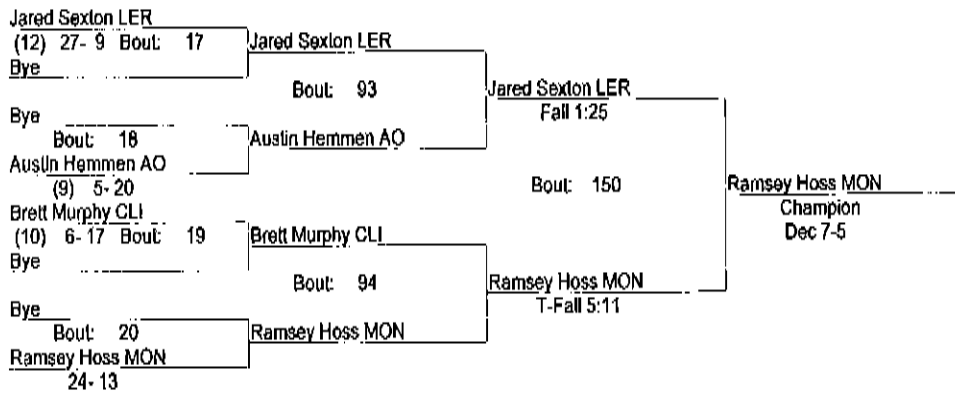 Jared Sexton LER
(12) 27- 9 Bout: 17
Bye
Jared Sexton LER
Bout: 93
Bye
Bout: 18
Austin Hemmen AO
(9) 5- 20
Austin Hemmen AO
Jared Sexton LER
Fall 1:25
Bout: 150
Brett Murphy CLI
(10) 6- 17 Bout: 19
Bye
Brett Murphy CLI
Bout: 94
Bye
Bout: 20
Ramsey Hoss MON
24- 13
Ramsey Hoss MON
Ramsey Hoss MON
T-Fall 5:11
Ramsey Hoss MON
Champion
Dec 7-5